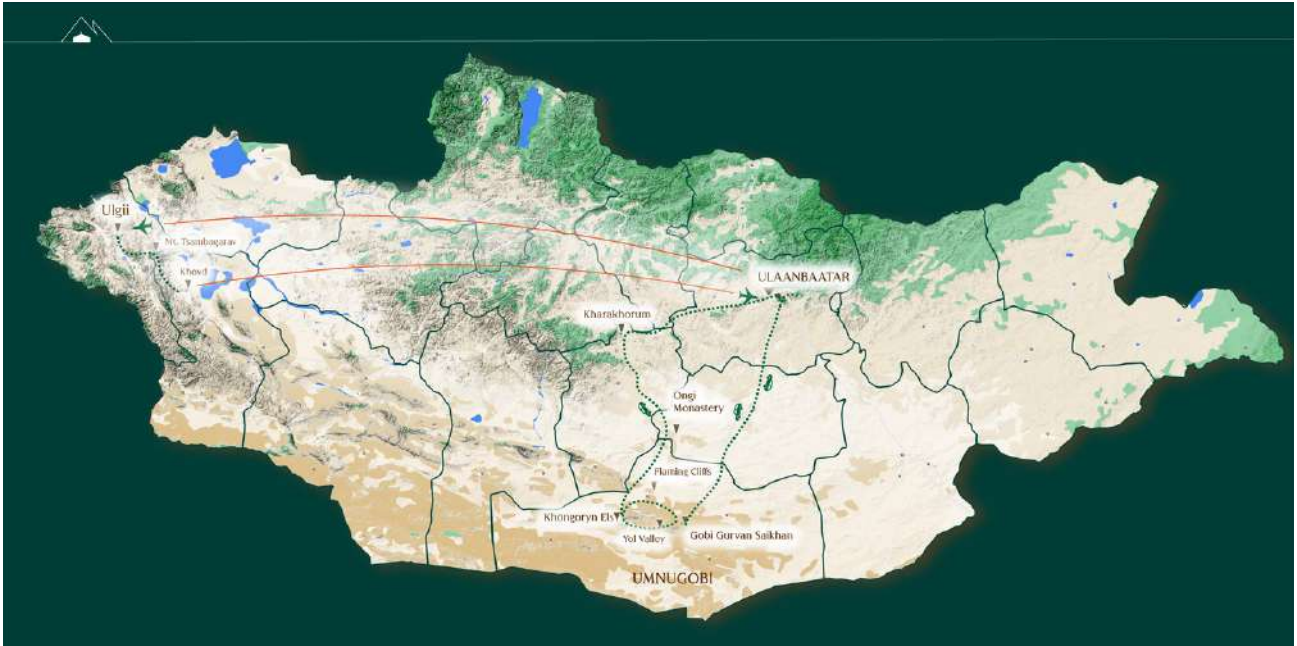 Ulgii
Mt. Tsambagarav
Khovd
ULAANBAATAR
Kharakhorum
Ongi
Monastery
Flaming Cliffs
Khongoryn Els
Yol Valley
Gobi Gurvan Saikhan
UMNUGOBI